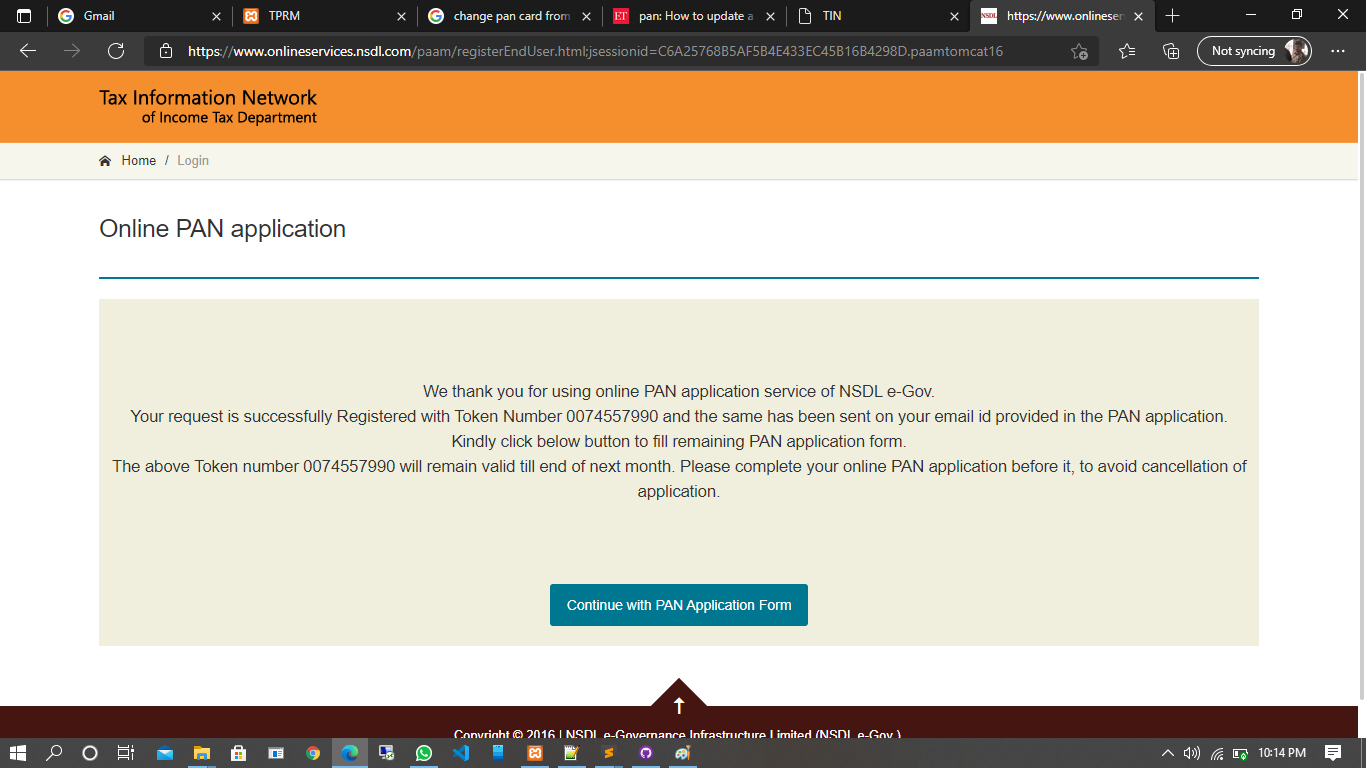 Gmail
TPRM
change pan card from
ET
pan: How to update a
TIN
NSDL
https://www.onlineser
https://www.onlineservices.nsdl.com/paam/registerEndUser.html;jsessionid=C6A25768B5AF5B4E433EC45B16B4298D.paamtomcat16
Not syncing
Tax Information Network
of Income Tax Department
Home / Login
Online PAN application
We thank you for using online PAN application service of NSDL e-Gov.
Your request is successfully Registered with Token Number 0074557990 and the same has been sent on your email id provided in the PAN application.
Kindly click below button to fill remaining PAN application form.
The above Token number 0074557990 will remain valid till end of next month. Please complete your online PAN application before it, to avoid cancellation of
application.
Continue with PAN Application Form
Copyright © 2016 | NSDL e-Governance Infrastructure Limited (NSDL e-Gov )
10:14 PM